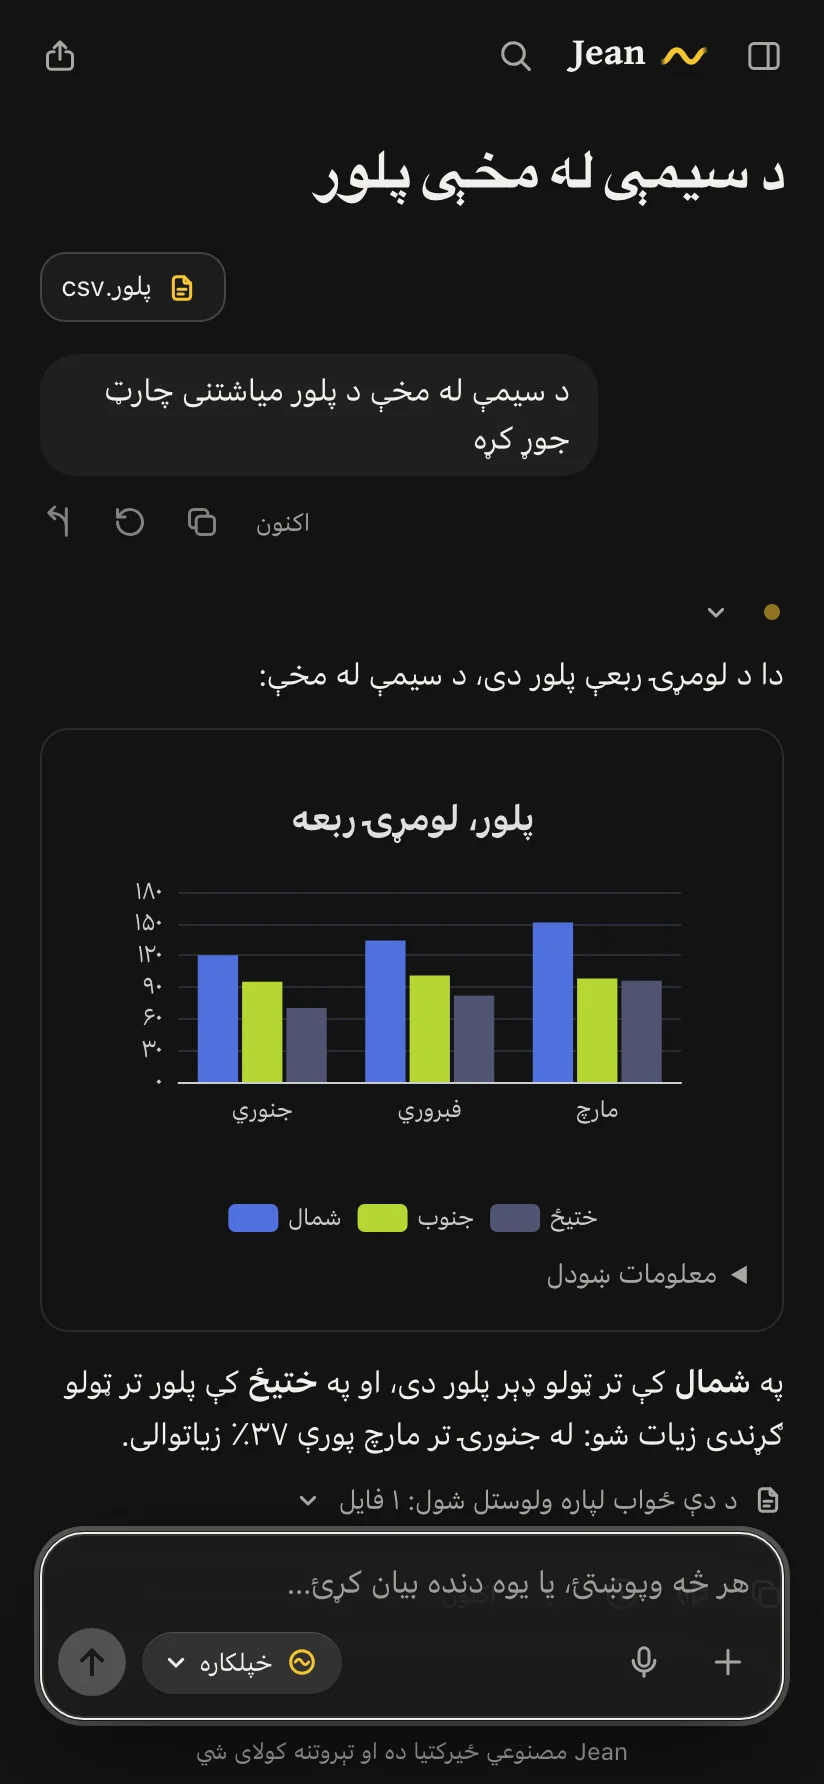 Jean
د سیمې له مخې پلور
پلور.csv
د سیمې له مخې د پلور میاشتنی چارټ
جوړ کړه
اکنون
دا د لومړۍ ربعې پلور دی، د سیمې له مخې:
پلور، لومړۍ ربعه
۱۸۰
۱۵۰
۱۲۰
۹۰
۶۰
۳۰
۰
جنوري
فبروري
مارچ
شمال
جنوب
ختیځ
معلومات ښودل
په شمال کې تر ټولو ډېر پلور دی، او په ختیځ کې پلور تر ټولو
ګړندی زیات شو: له جنورۍ تر مارچ پورې ۳۷٪ زیاتوالی.
د دې ځواب لپاره ولوستل شول: ۱ فایل
هر څه وپوښتئ، یا یوه دنده بیان کړئ...
اکنون
خپلکاره
Jean مصنوعي ځیرکتیا ده او تېروتنه کولای شي